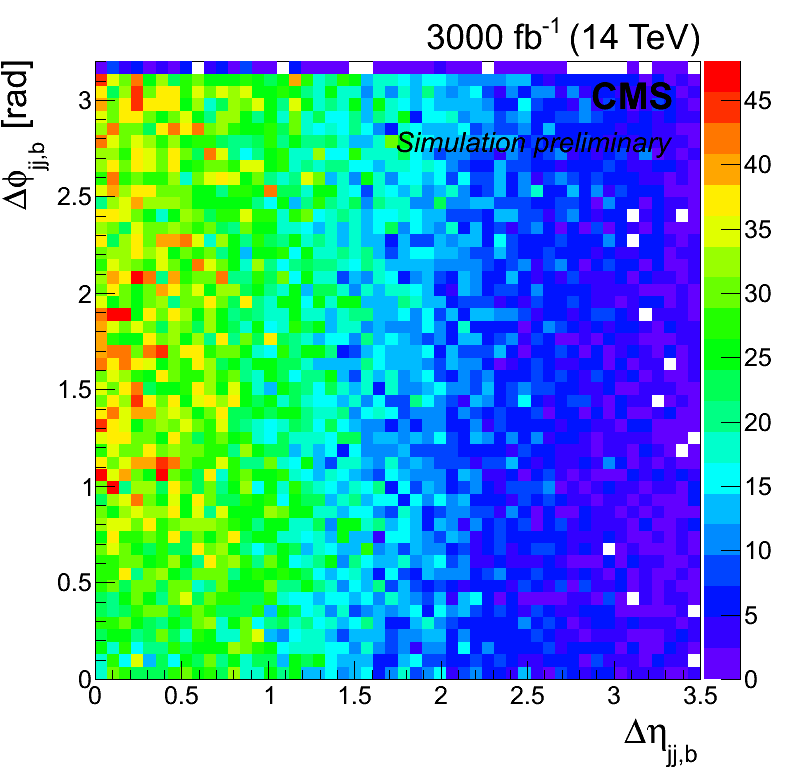 3000 fb-1 (14 TeV)
CMS
Simulation preliminary
Δϕjj,b [rad]
3
2.5
2
1.5
1
0.5
0
45
40
35
30
25
20
15
10
5
0
0 0.5 1 1.5 2 2.5 3 3.5
Δηjj,b